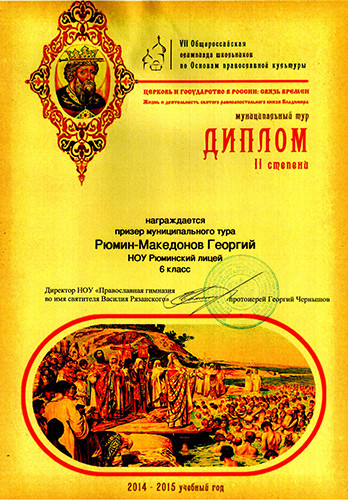 VII Общероссийская
олимпиада школьников
по Основам православной культуры
ЦЕРКОВЬ И ГОСУДАРСТВО В РОССИИ: СВЯЗЬ ВРЕМЕН
Жизнь и деятельность святого равноапостольного князя Владимира
муниципальный тур
ДИПЛОМ
II степени
награждается
призер муниципального тура
Рюмин-Македонов Георгий
НОУ Рюминский лицей
6 класс
Директор НОУ «Православная гимназия
во имя святителя Василия Рязанского» протоиерей Георгий Чернышов
2014 - 2015 учебный год